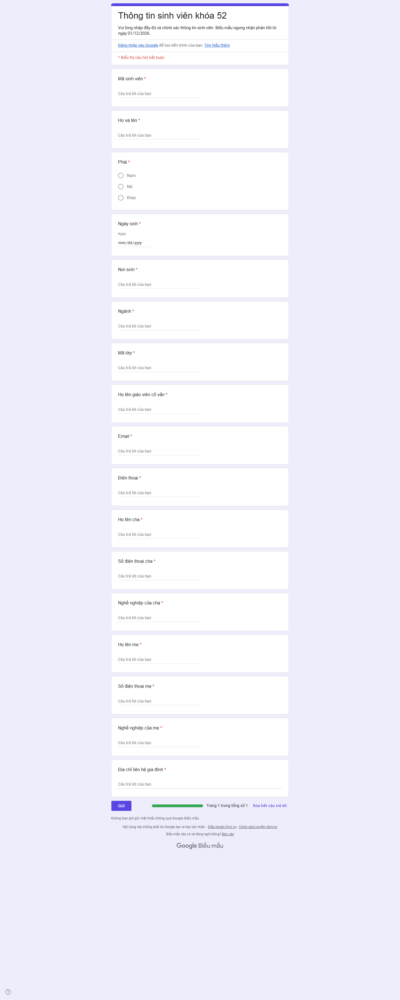 Thông tin sinh viên khóa 52
Vui lòng nhập đầy đủ và chính xác thông tin sinh viên. Biểu mẫu ngưng nhận phản hồi từ
ngày 01/12/2026.
Đăng nhập vào Google để lưu tiến trình của bạn. Tìm hiểu thêm
* Biểu thị câu hỏi bắt buộc
Mã sinh viên *
Câu trả lời của bạn
Họ và tên *
Câu trả lời của bạn
Phái *
Nam
Nữ
Khác
Ngày sinh *
Ngày
mm/dd/yyyy
Nơi sinh *
Câu trả lời của bạn
Ngành *
Câu trả lời của bạn
Mã lớp *
Câu trả lời của bạn
Họ tên giáo viên cố vấn *
Câu trả lời của bạn
Email *
Câu trả lời của bạn
Điện thoại *
Câu trả lời của bạn
Họ tên cha *
Câu trả lời của bạn
Số điện thoại cha *
Câu trả lời của bạn
Nghề nghiệp của cha *
Câu trả lời của bạn
Họ tên mẹ *
Câu trả lời của bạn
Số điện thoại mẹ *
Câu trả lời của bạn
Nghề nghiệp của mẹ *
Câu trả lời của bạn
Địa chỉ liên hệ gia đình *
Câu trả lời của bạn
Gửi Trang 1 trong tổng số 1 Xóa hết câu trả lời
Không bao giờ gửi mật khẩu thông qua Google Biểu mẫu.
Nội dung này không phải do Google tạo ra hay xác nhận. - Điều khoản Dịch vụ - Chính sách quyền riêng tư
Biểu mẫu này có vẻ đáng ngờ không? Báo cáo
Google Biểu mẫu